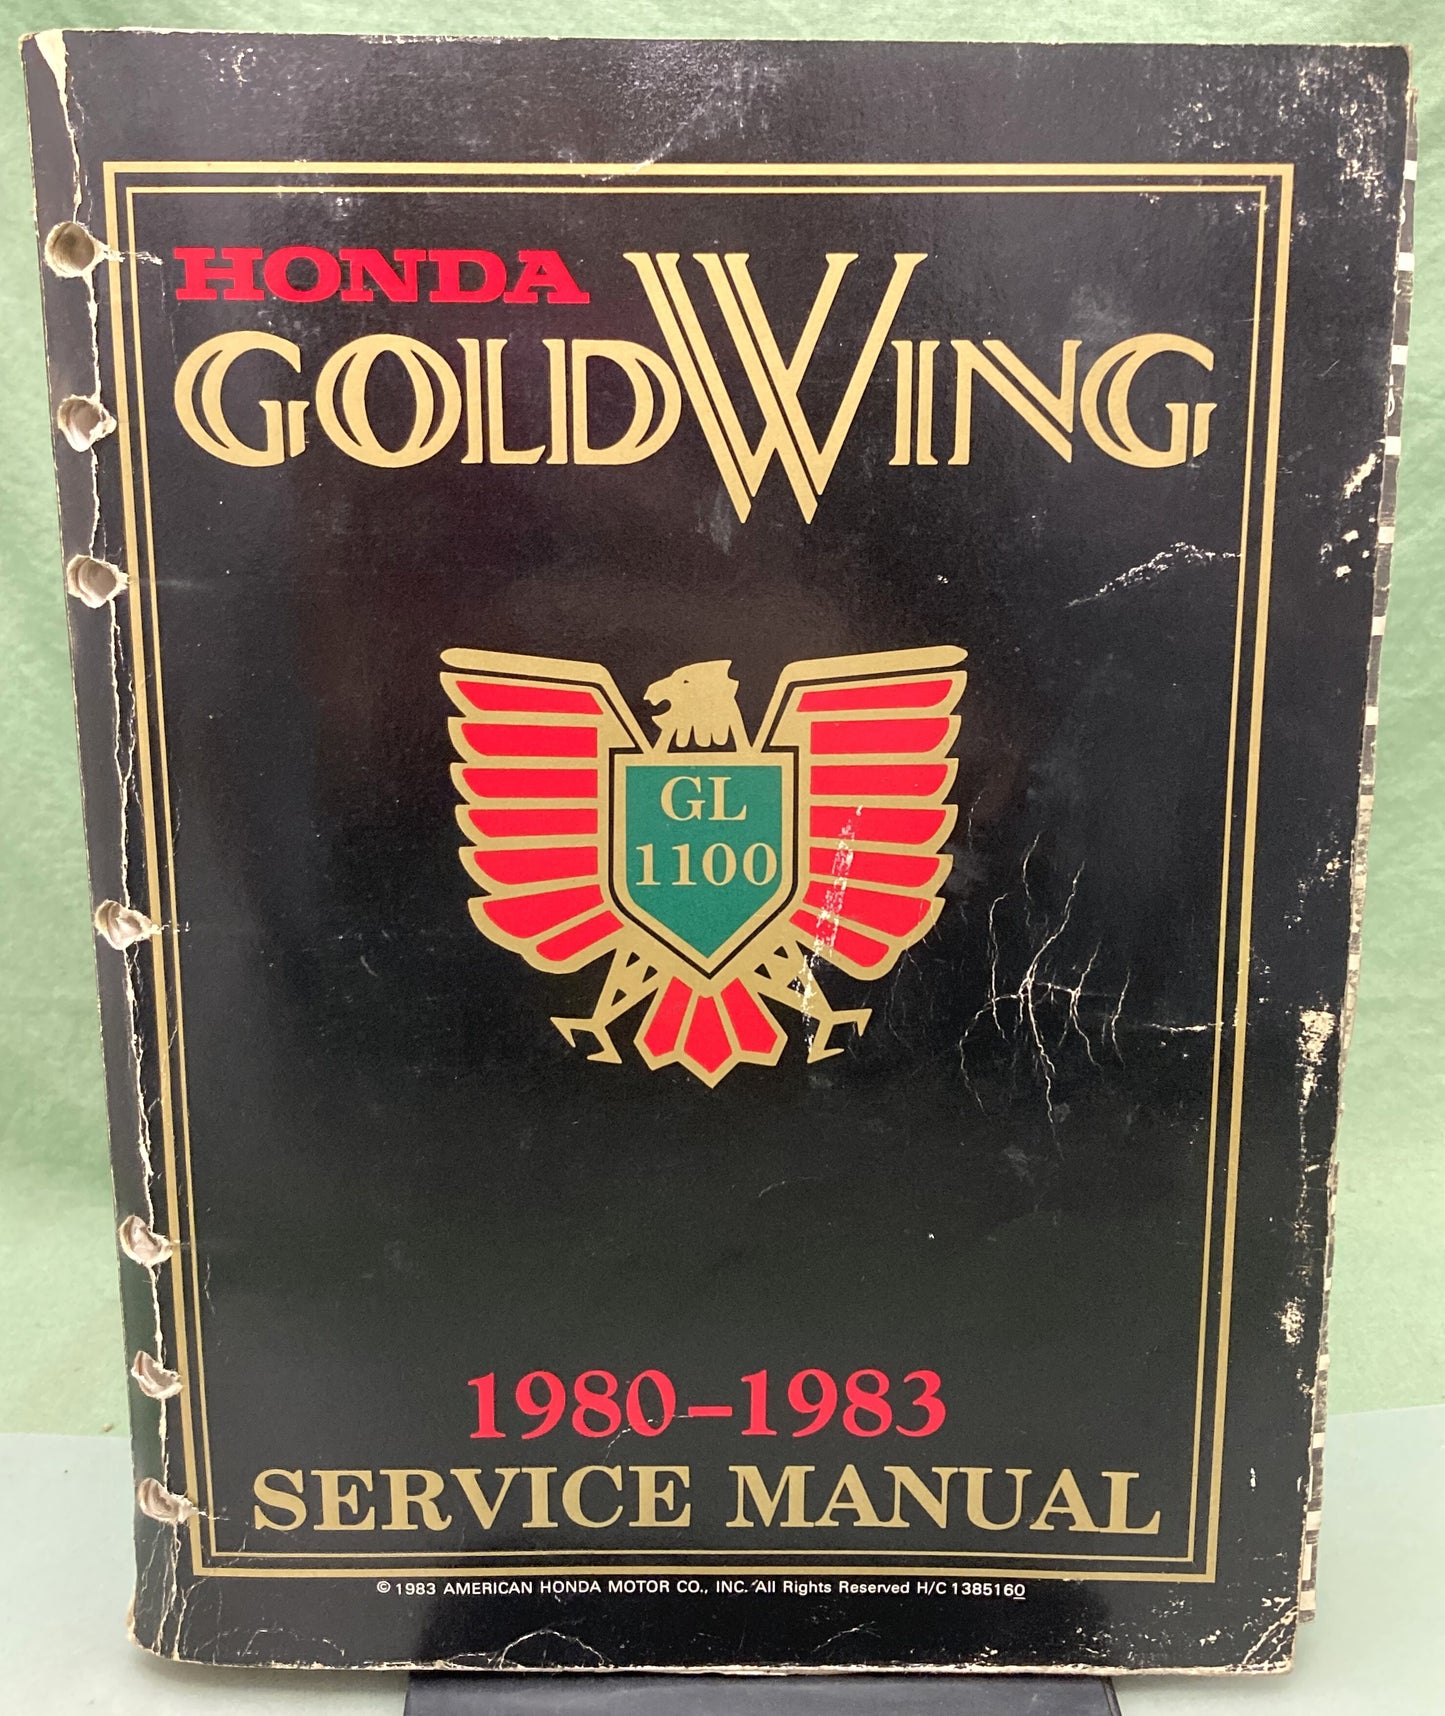 HONDA
GOLDWING
GL
1100
1980-1983
SERVICE MANUAL
© 1983 AMERICAN HONDA MOTOR CO., INC. All Rights Reserved H/C 1385160